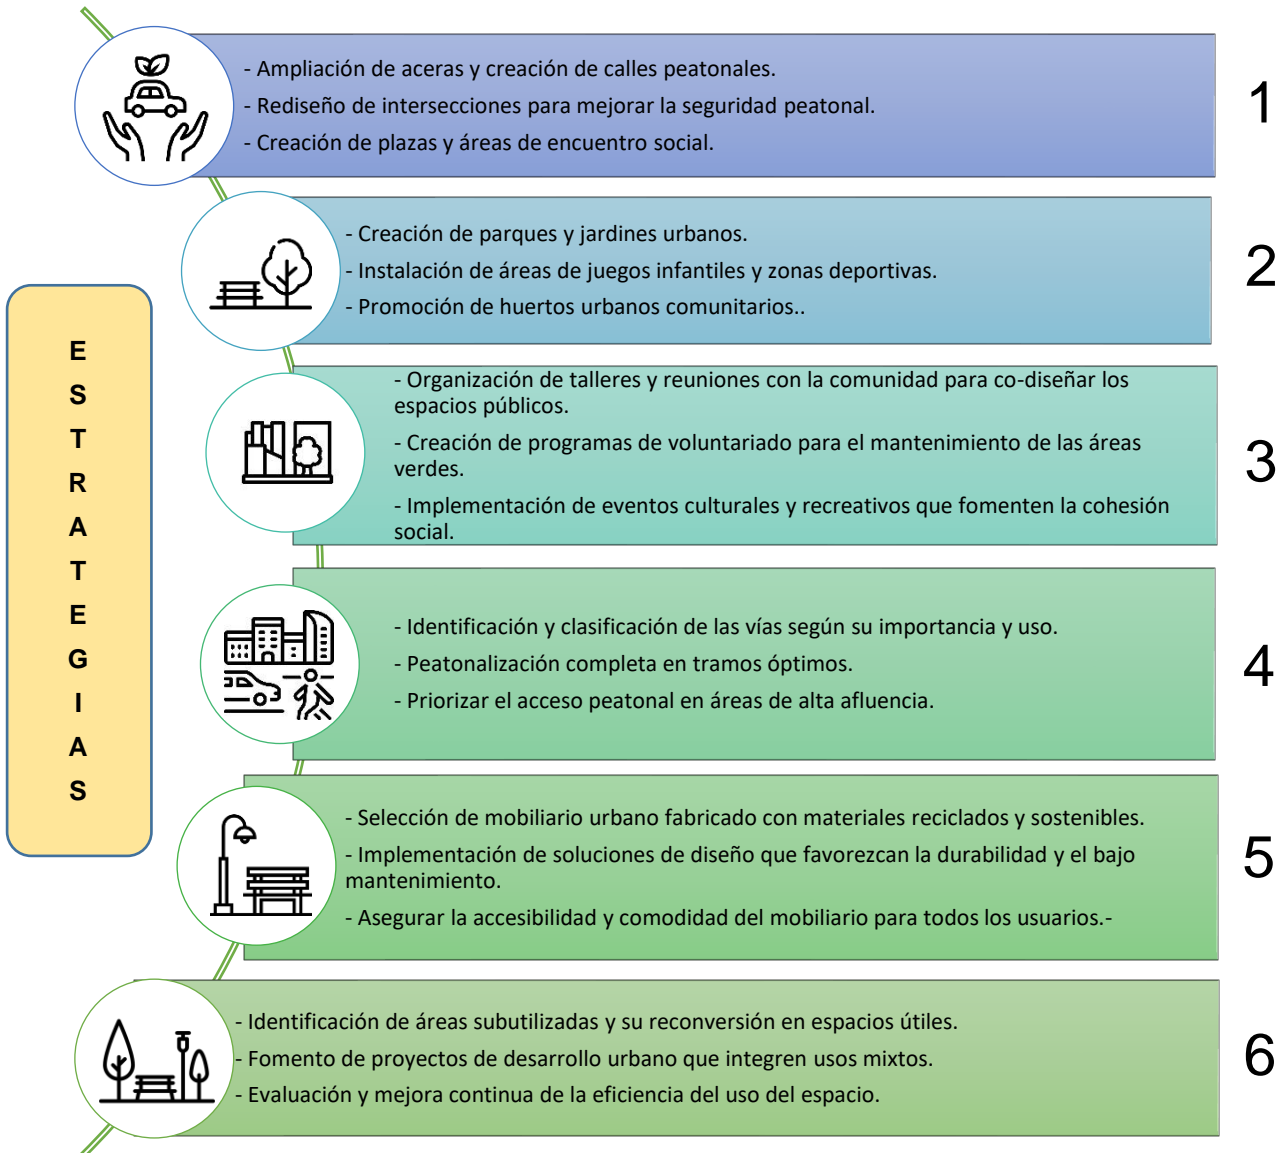 - Ampliación de aceras y creación de calles peatonales.
- Rediseño de intersecciones para mejorar la seguridad peatonal.
- Creación de plazas y áreas de encuentro social.
1
- Creación de parques y jardines urbanos.
- Instalación de áreas de juegos infantiles y zonas deportivas.
- Promoción de huertos urbanos comunitarios..
2
E
S
T
R
A
T
E
G
I
A
S
- Organización de talleres y reuniones con la comunidad para co-diseñar los
espacios públicos.
- Creación de programas de voluntariado para el mantenimiento de las áreas
verdes.
- Implementación de eventos culturales y recreativos que fomenten la cohesión
social.
3
- Identificación y clasificación de las vías según su importancia y uso.
- Peatonalización completa en tramos óptimos.
- Priorizar el acceso peatonal en áreas de alta afluencia.
4
- Selección de mobiliario urbano fabricado con materiales reciclados y sostenibles.
- Implementación de soluciones de diseño que favorezcan la durabilidad y el bajo
mantenimiento.
- Asegurar la accesibilidad y comodidad del mobiliario para todos los usuarios.-
5
- Identificación de áreas subutilizadas y su reconversión en espacios útiles.
- Fomento de proyectos de desarrollo urbano que integren usos mixtos.
- Evaluación y mejora continua de la eficiencia del uso del espacio.
6